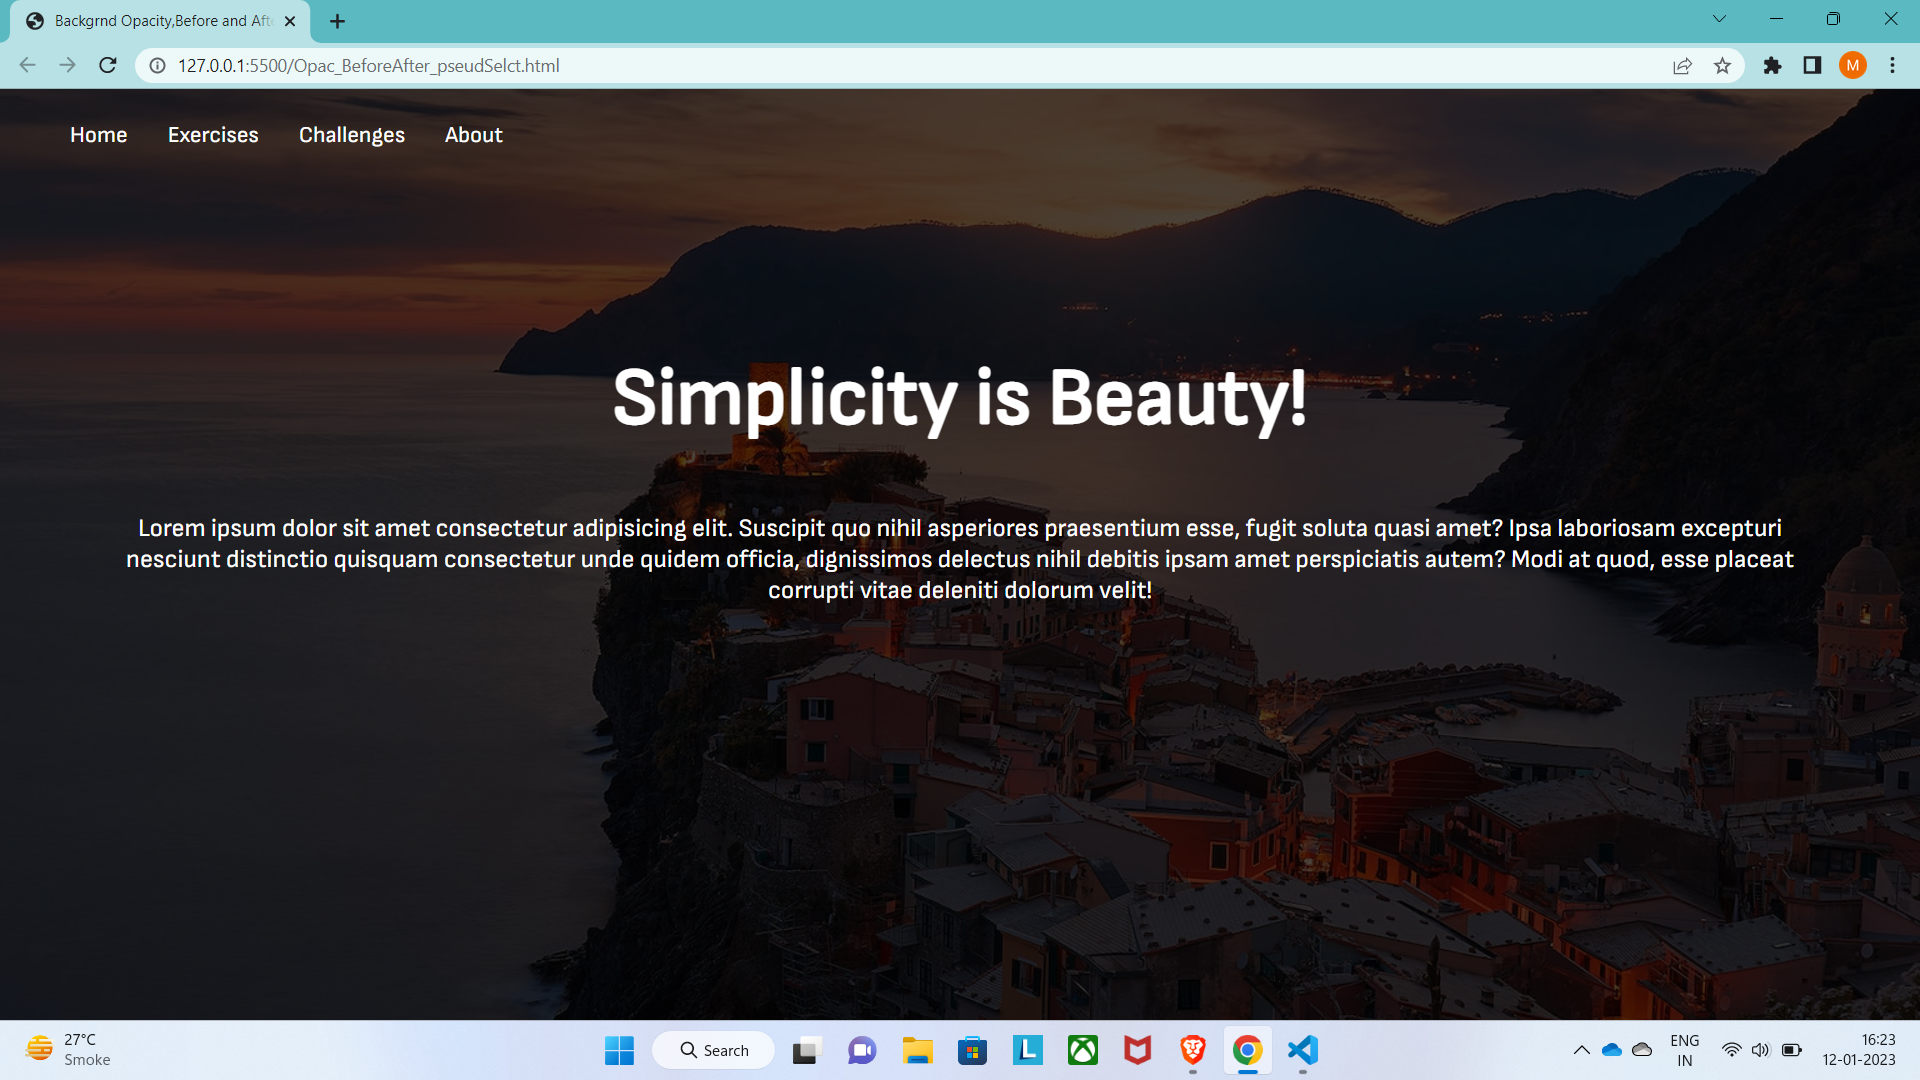 Backgrnd Opacity,Before and Aft
127.0.0.1:5500/Opac_BeforeAfter_pseudSelct.html
M
Home Exercises Challenges About
Simplicity is Beauty!
Lorem ipsum dolor sit amet consectetur adipisicing elit. Suscipit quo nihil asperiores praesentium esse, fugit soluta quasi amet? Ipsa laboriosam excepturi
nesciunt distinctio quisquam consectetur unde quidem officia, dignissimos delectus nihil debitis ipsam amet perspiciatis autem? Modi at quod, esse placeat
corrupti vitae deleniti dolorum velit!
27°C
Smoke
Search
L
ENG
IN
16:23
12-01-2023